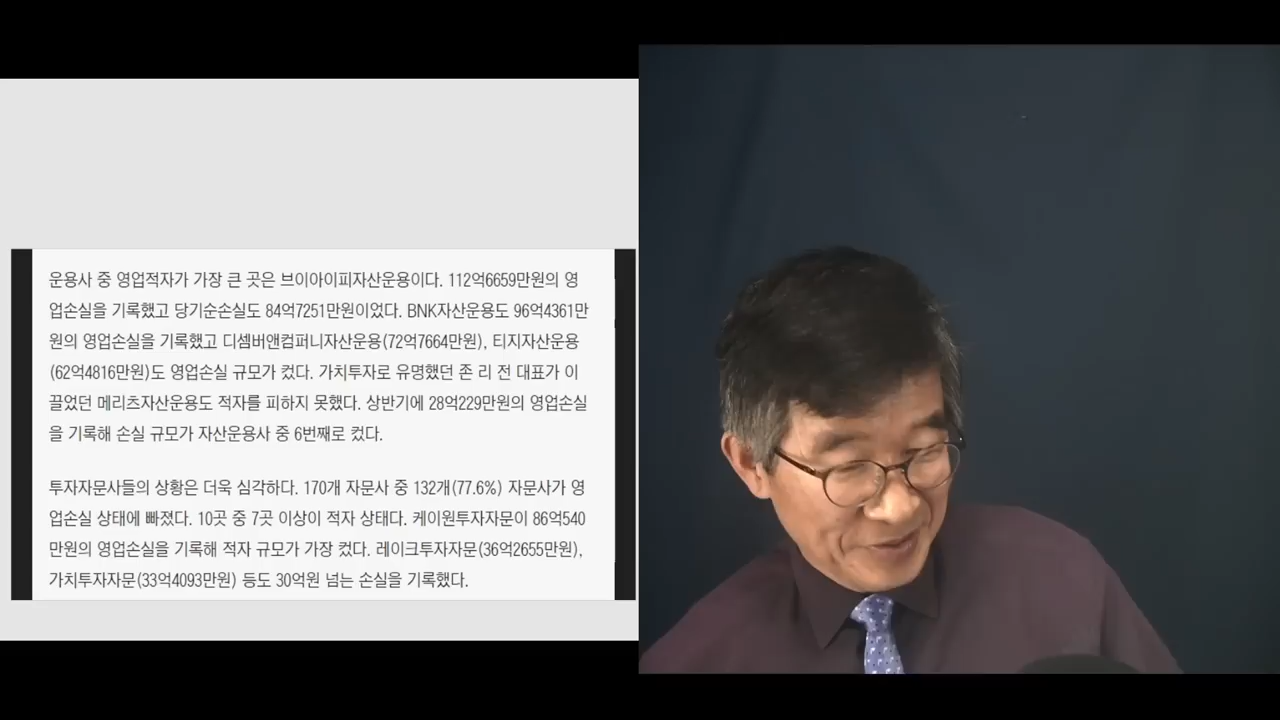 운용사 중 영업적자가 가장 큰 곳은 브이아이피자산운용이다. 112억6659만원의 영
업손실을 기록했고 당기순손실도 84억7251만원이었다. BNK자산운용도 96억4361만
원의 영업손실을 기록했고 디셈버앤컴퍼니자산운용(72억7664만원), 티지자산운용
(62억4816만원)도 영업손실 규모가 컸다. 가치투자로 유명했던 존 리 전 대표가 이
끌었던 메리츠자산운용도 적자를 피하지 못했다. 상반기에 28억229만원의 영업손실
을 기록해 손실 규모가 자산운용사 중 6번째로 컸다.
투자자문사들의 상황은 더욱 심각하다. 170개 자문사 중 132개(77.6%) 자문사가 영
업손실 상태에 빠졌다. 10곳 중 7곳 이상이 적자 상태다. 케이원투자자문이 86억540
만원의 영업손실을 기록해 적자 규모가 가장 컸다. 레이크투자자문(36억2655만원),
가치투자자문(33억4093만원) 등도 30억원 넘는 손실을 기록했다.